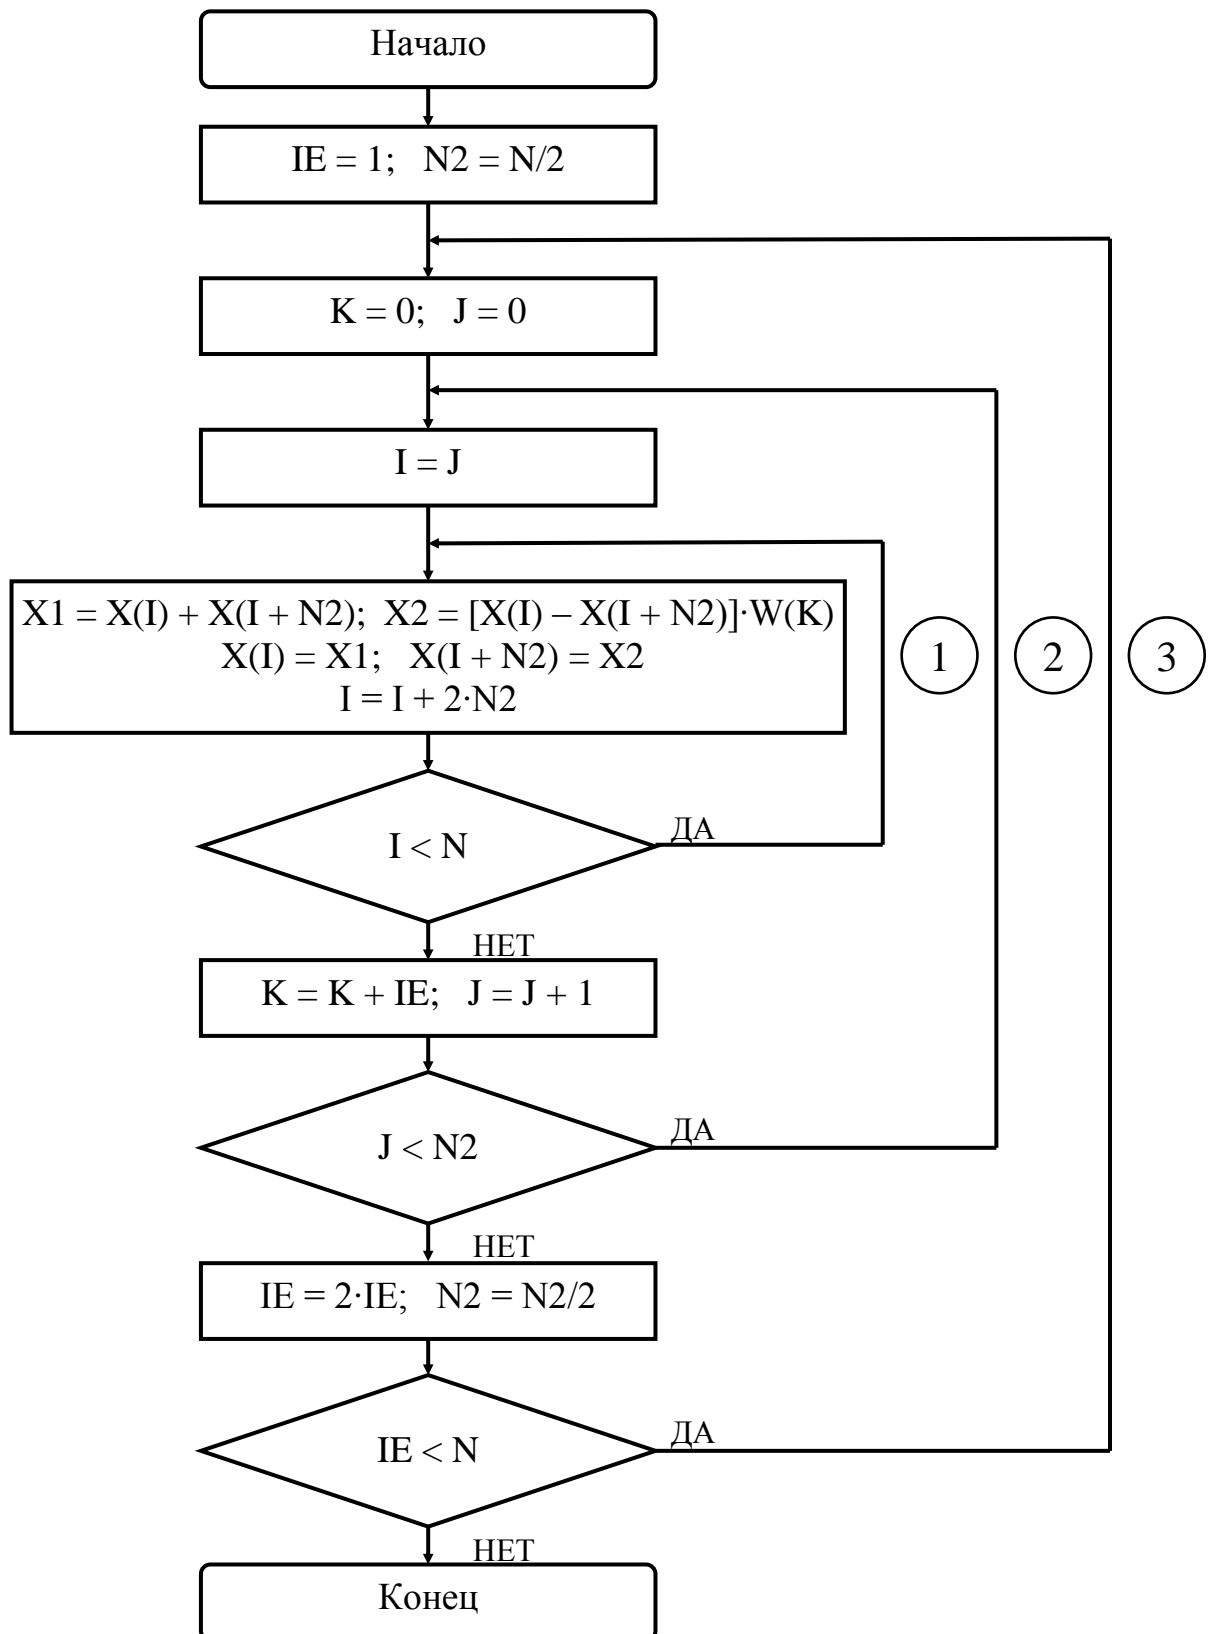 Начало
IE = 1; N2 = N/2
K = 0; J = 0
I = J
X1 = X(I) + X(I + N2); X2 = [X(I) – X(I + N2)]·W(K)
X(I) = X1; X(I + N2) = X2
I = I + 2·N2
1
2
3
I < N
ДА
НЕТ
K = K + IE; J = J + 1
J < N2
ДА
НЕТ
IE = 2·IE; N2 = N2/2
IE < N
ДА
НЕТ
Конец